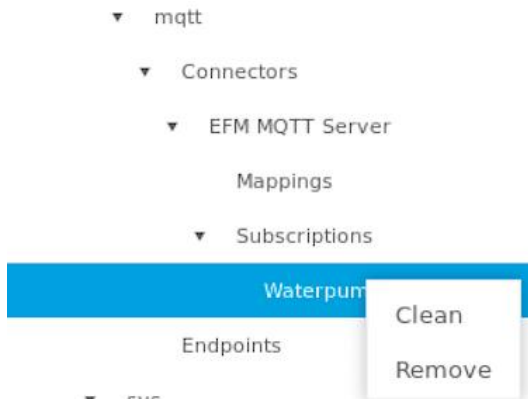 mqtt
Connectors
EFM MQTT Server
Mappings
Subscriptions
Clean
Endpoints
Remove